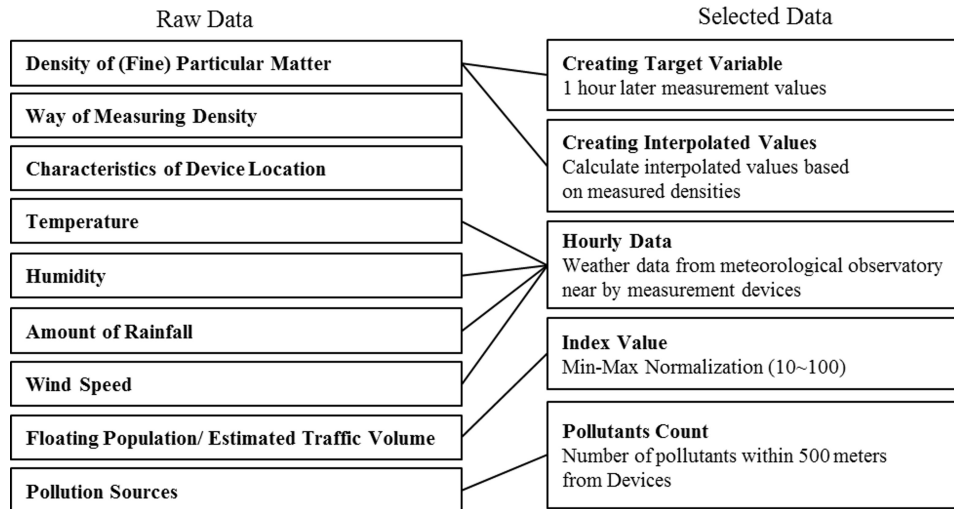 Raw Data
Density of (Fine) Particular Matter
Way of Measuring Density
Characteristics of Device Location
Temperature
Humidity
Amount of Rainfall
Wind Speed
Floating Population/ Estimated Traffic Volume
Pollution Sources
Selected Data
Creating Target Variable
1 hour later measurement values
Creating Interpolated Values
Calculate interpolated values based
on measured densities
Hourly Data
Weather data from meteorological observatory
near by measurement devices
Index Value
Min-Max Normalization (10~100)
Pollutants Count
Number of pollutants within 500 meters
from Devices